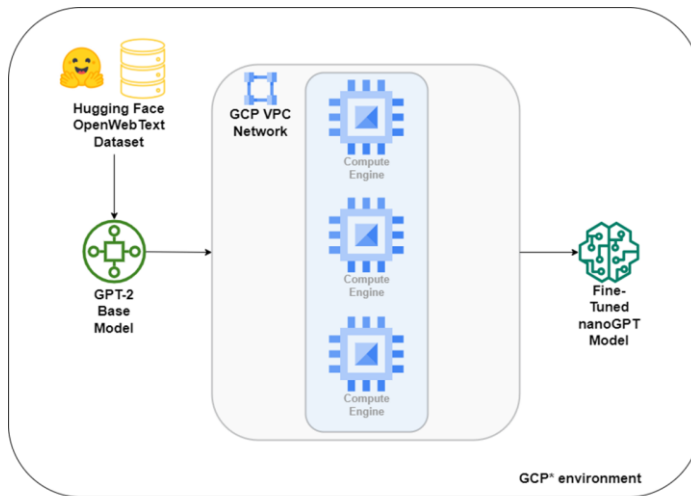 Hugging Face
OpenWebText
Dataset
GCP VPC
Network
Compute
Engine
GPT-2
Base
Model
Compute
Engine
Compute
Engine
Fine-
Tuned
nanoGPT
Model
GCP* environment